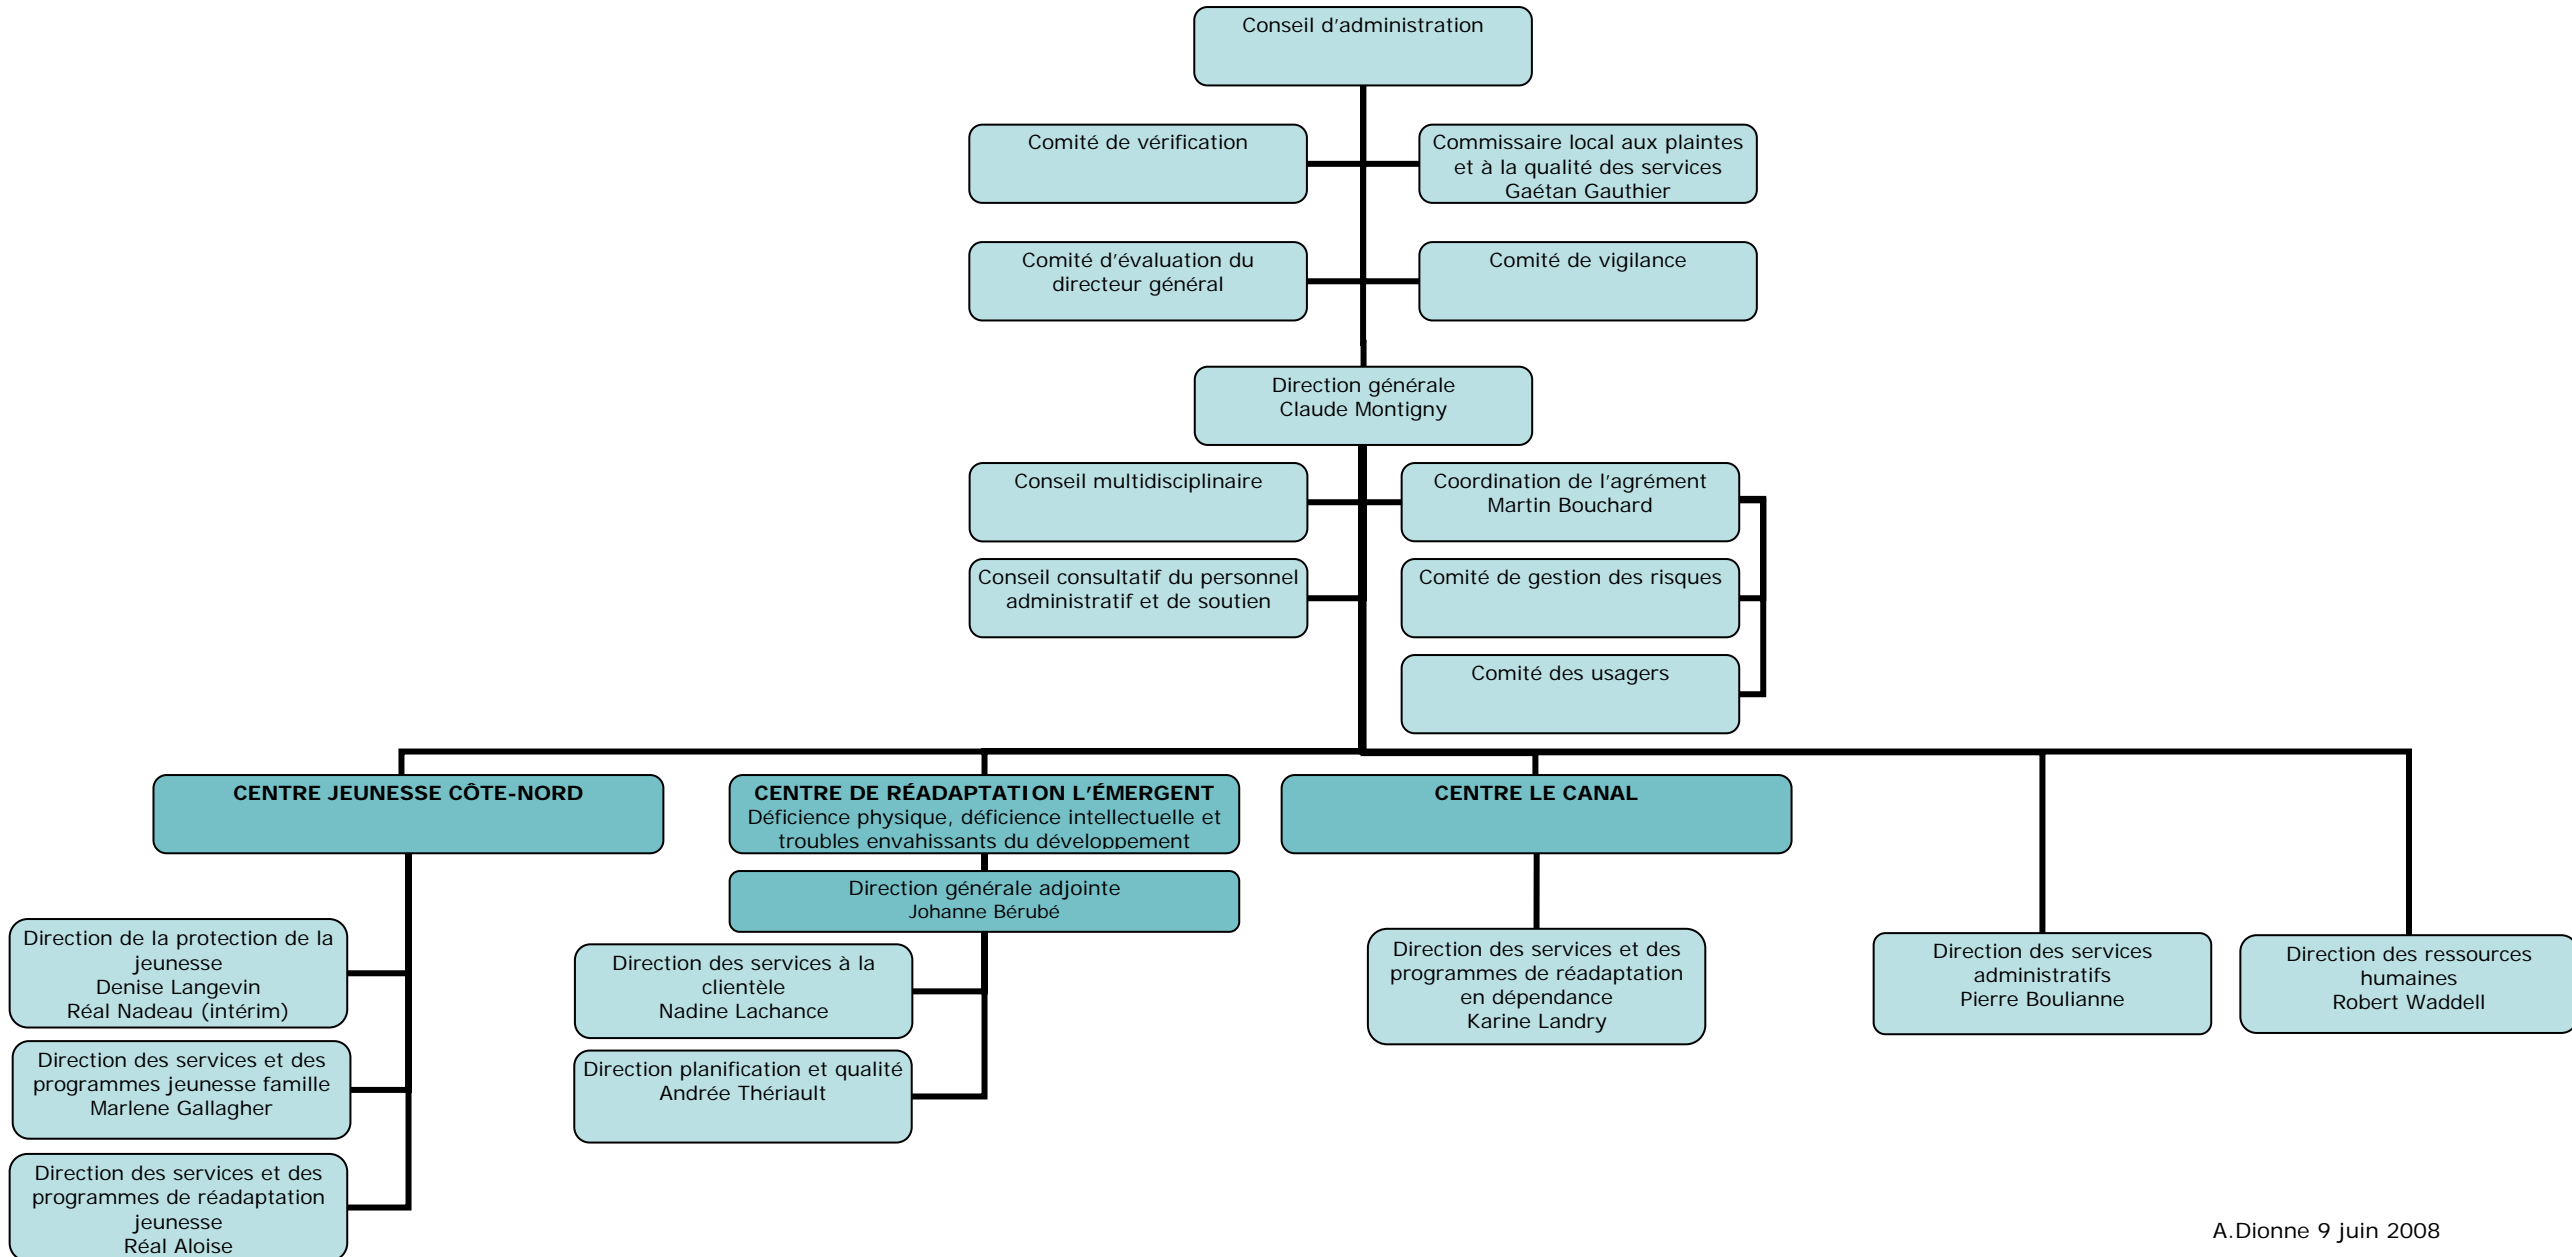 Conseil d'administration
Comité de vérification
Commissaire local aux plaintes
et à la qualité des services
Gaétan Gauthier
Comité d'évaluation du
directeur général
Comité de vigilance
Direction générale
Claude Montigny
Conseil multidisciplinaire
Coordination de l'agrément
Martin Bouchard
Conseil consultatif du personnel
administratif et de soutien
Comité de gestion des risques
Comité des usagers
CENTRE JEUNESSE CÔTE-NORD
CENTRE DE RÉADAPTATION L'ÉMERGENT
Déficience physique, déficience intellectuelle et
troubles envahissants du développement
CENTRE LE CANAL
Direction générale adjointe
Johanne Bérubé
Direction de la protection de la
jeunesse
Denise Langevin
Réal Nadeau (intérim)
Direction des services et des
programmes jeunesse famille
Marlene Gallagher
Direction des services et des
programmes de réadaptation
jeunesse
Réal Aloise
Direction des services à la
clientèle
Nadine Lachance
Direction planification et qualité
Andrée Thériault
Direction des services et des
programmes de réadaptation
en dépendance
Karine Landry
Direction des services
administratifs
Pierre Boulianne
Direction des ressources
humaines
Robert Waddell
A.Dionne 9 juin 2008